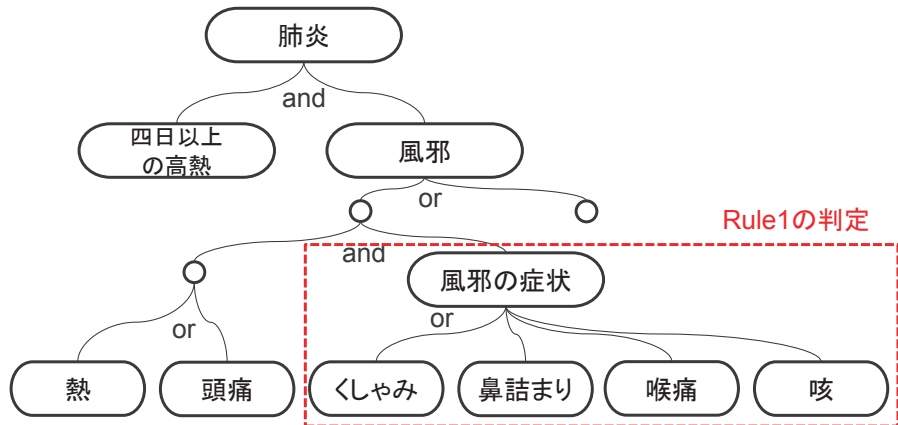 肺炎
and
四日以上
の高熱
風邪
or
Rule1の判定
and
風邪の症状
or
or
熱
頭痛
くしゃみ
鼻詰まり
喉痛
咳